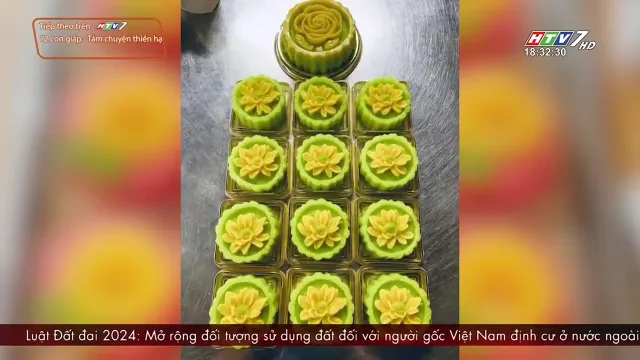 Tiếp theo trên - HTV7
12 con giáp - Tám chuyện thiên hạ
HTV7 HD
18:32:30
Luật Đất đai 2024: Mở rộng đối tượng sử dụng đất đối với người gốc Việt Nam định cư ở nước ngoài